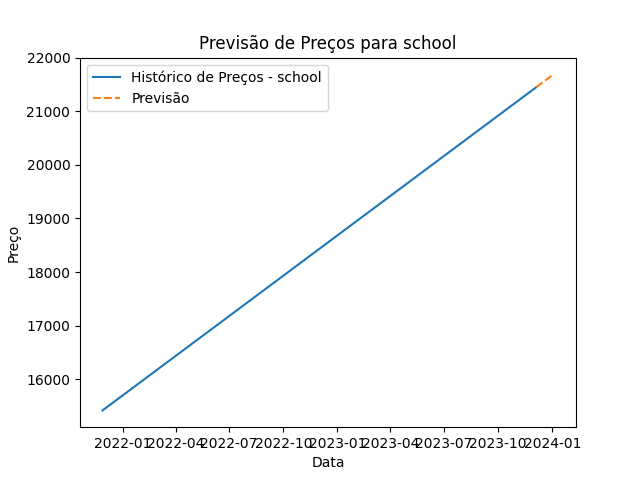 Previsão de Preços para school
Histórico de Preços - school
Previsão
22000
21000
20000
19000
18000
17000
16000
Preço
2022-01 2022-04 2022-07 2022-10 2023-01 2023-04 2023-07 2023-10 2024-01
Data